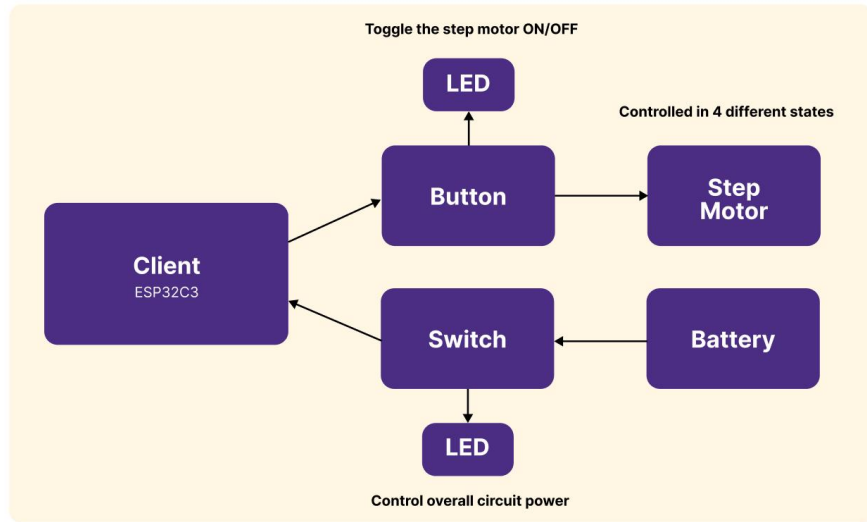 Toggle the step motor ON/OFF
LED
Controlled in 4 different states
Button
Step
Motor
Client
ESP32C3
Switch
Battery
LED
Control overall circuit power